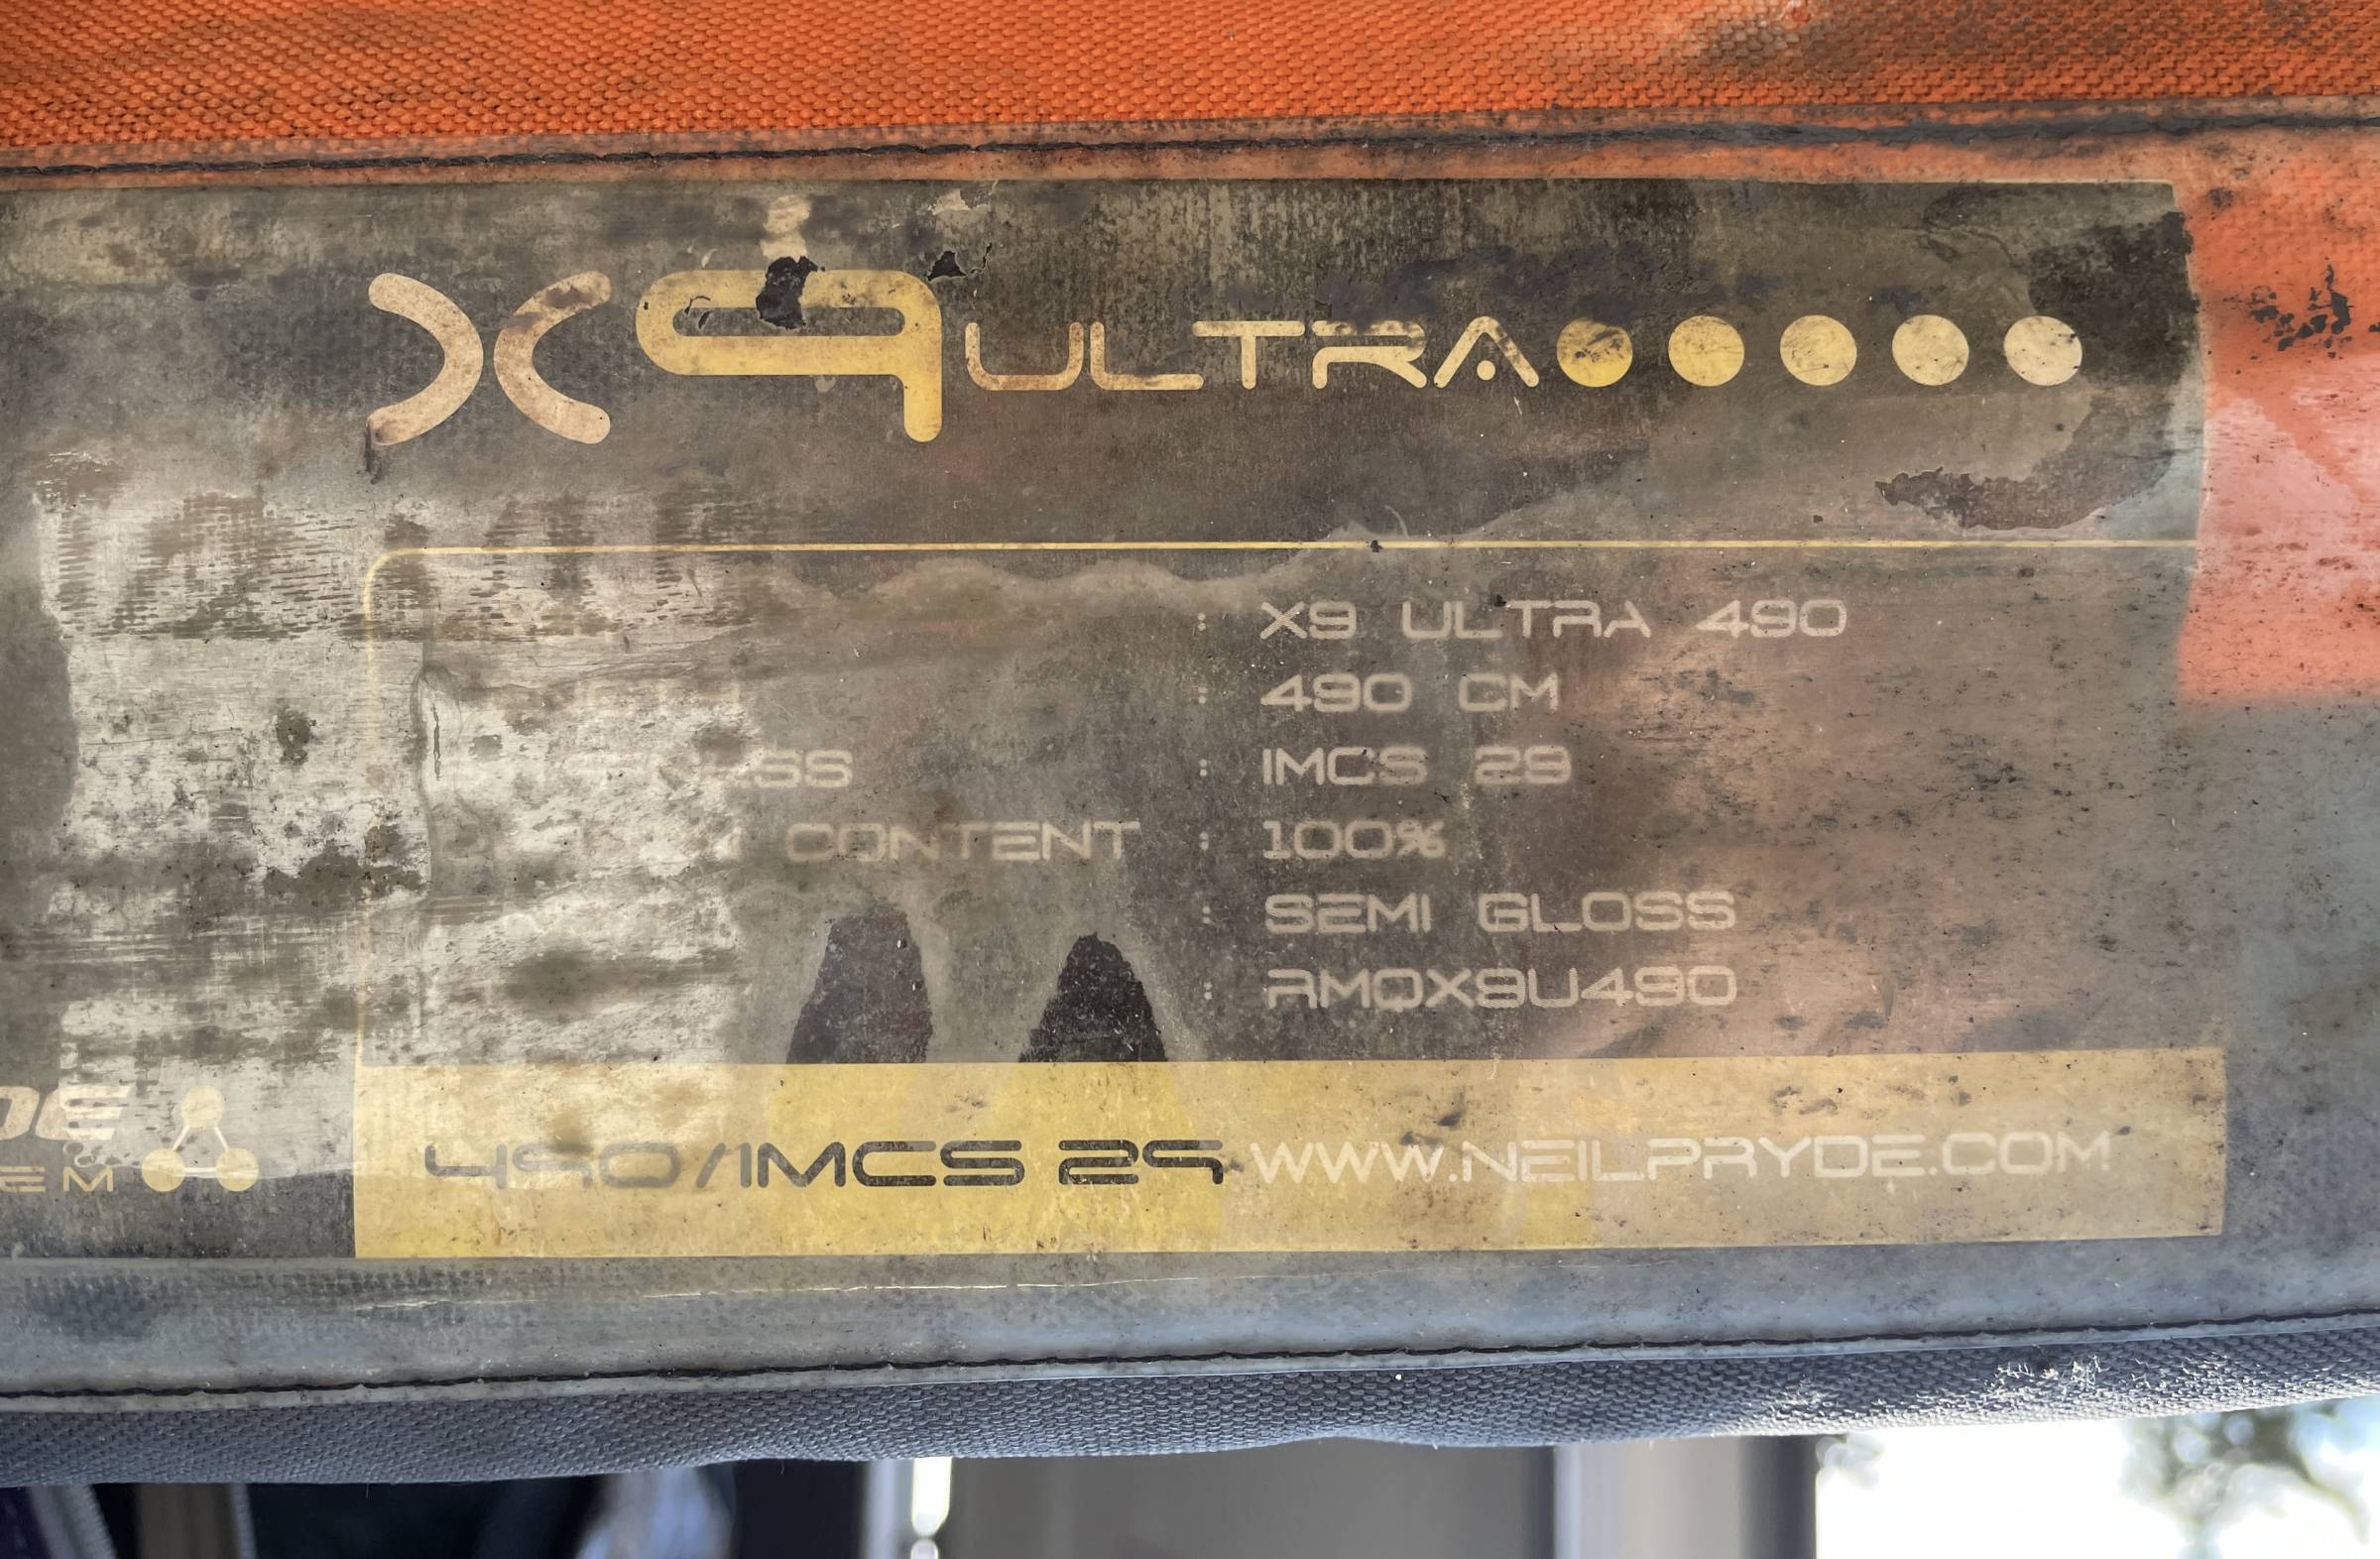 X9 ULTRA
: X9 ULTRA 490
: 490 CM
: IMCS 29
CONTENT : 100%
: SEMI GLOSS
: RMQX9U490
490/IMCS 29 WWW.NEILPRYDE.COM